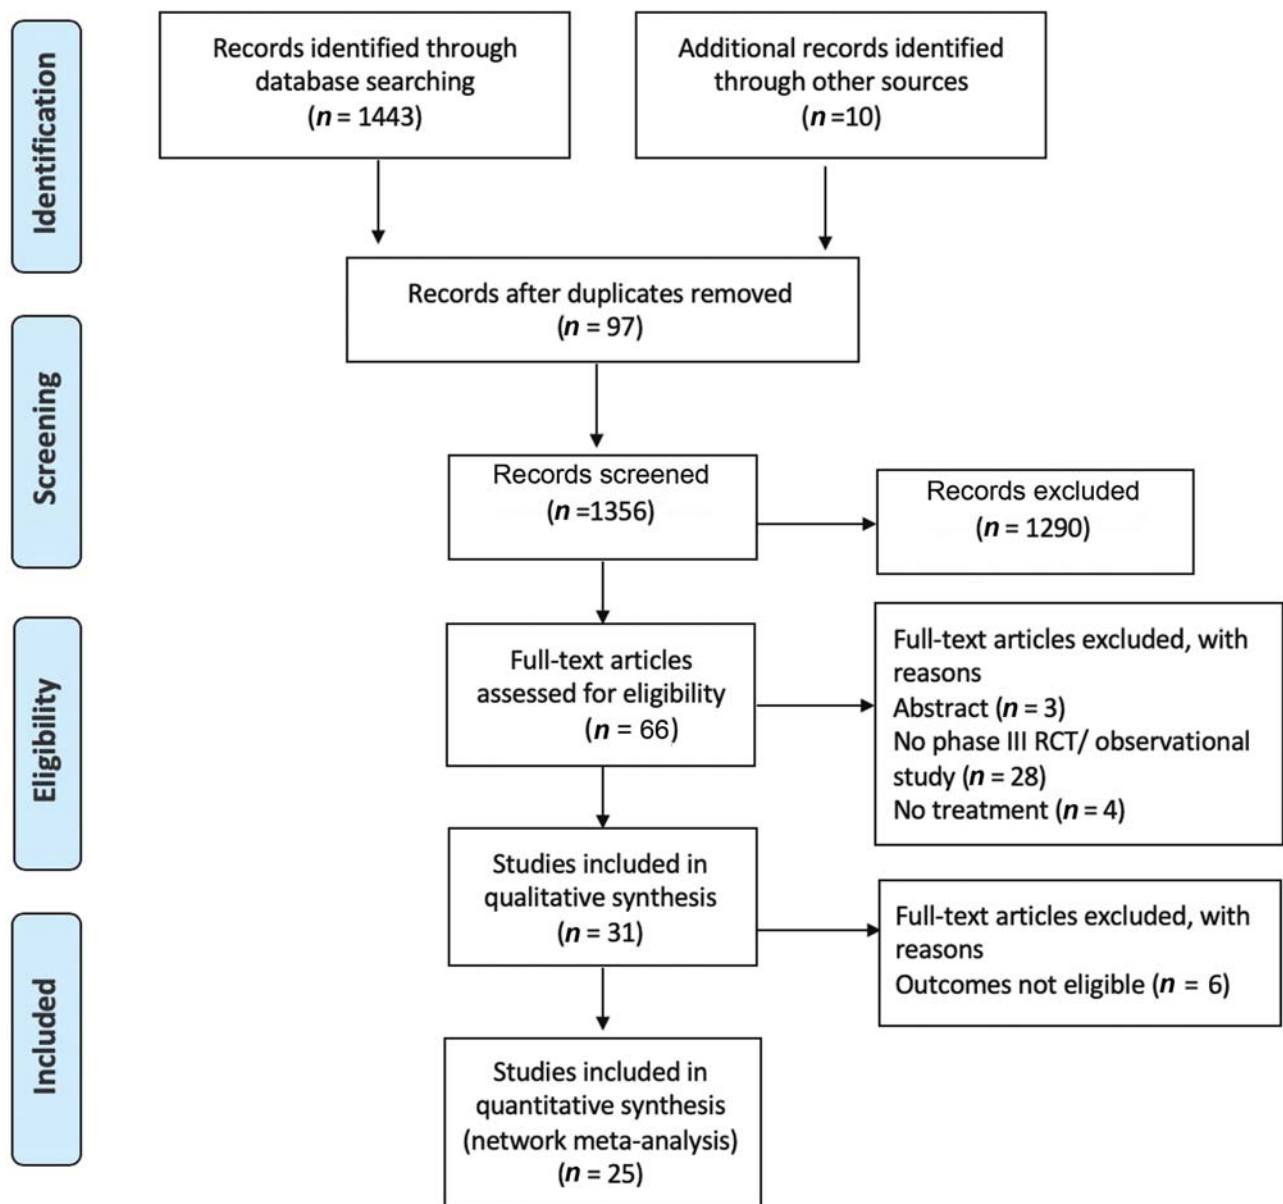 Identification
Records identified through
database searching
(n = 1443)
Additional records identified
through other sources
(n =10)
Records after duplicates removed
(n = 97)
Screening
Records screened
(n =1356)
Records excluded
(n = 1290)
Eligibility
Full-text articles
assessed for eligibility
(n = 66)
Full-text articles excluded, with
reasons
Abstract (n = 3)
No phase III RCT/ observational
study (n = 28)
No treatment (n = 4)
Studies included in
qualitative synthesis
(n = 31)
Full-text articles excluded, with
reasons
Outcomes not eligible (n = 6)
Included
Studies included in
quantitative synthesis
(network meta-analysis)
(n = 25)